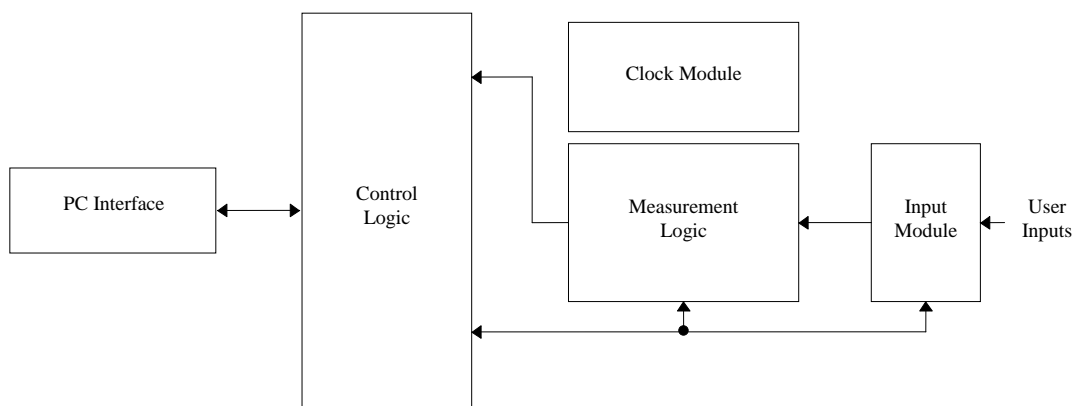 Clock Module
PC Interface
Control
Logic
Measurement
Logic
Input
Module
User
Inputs